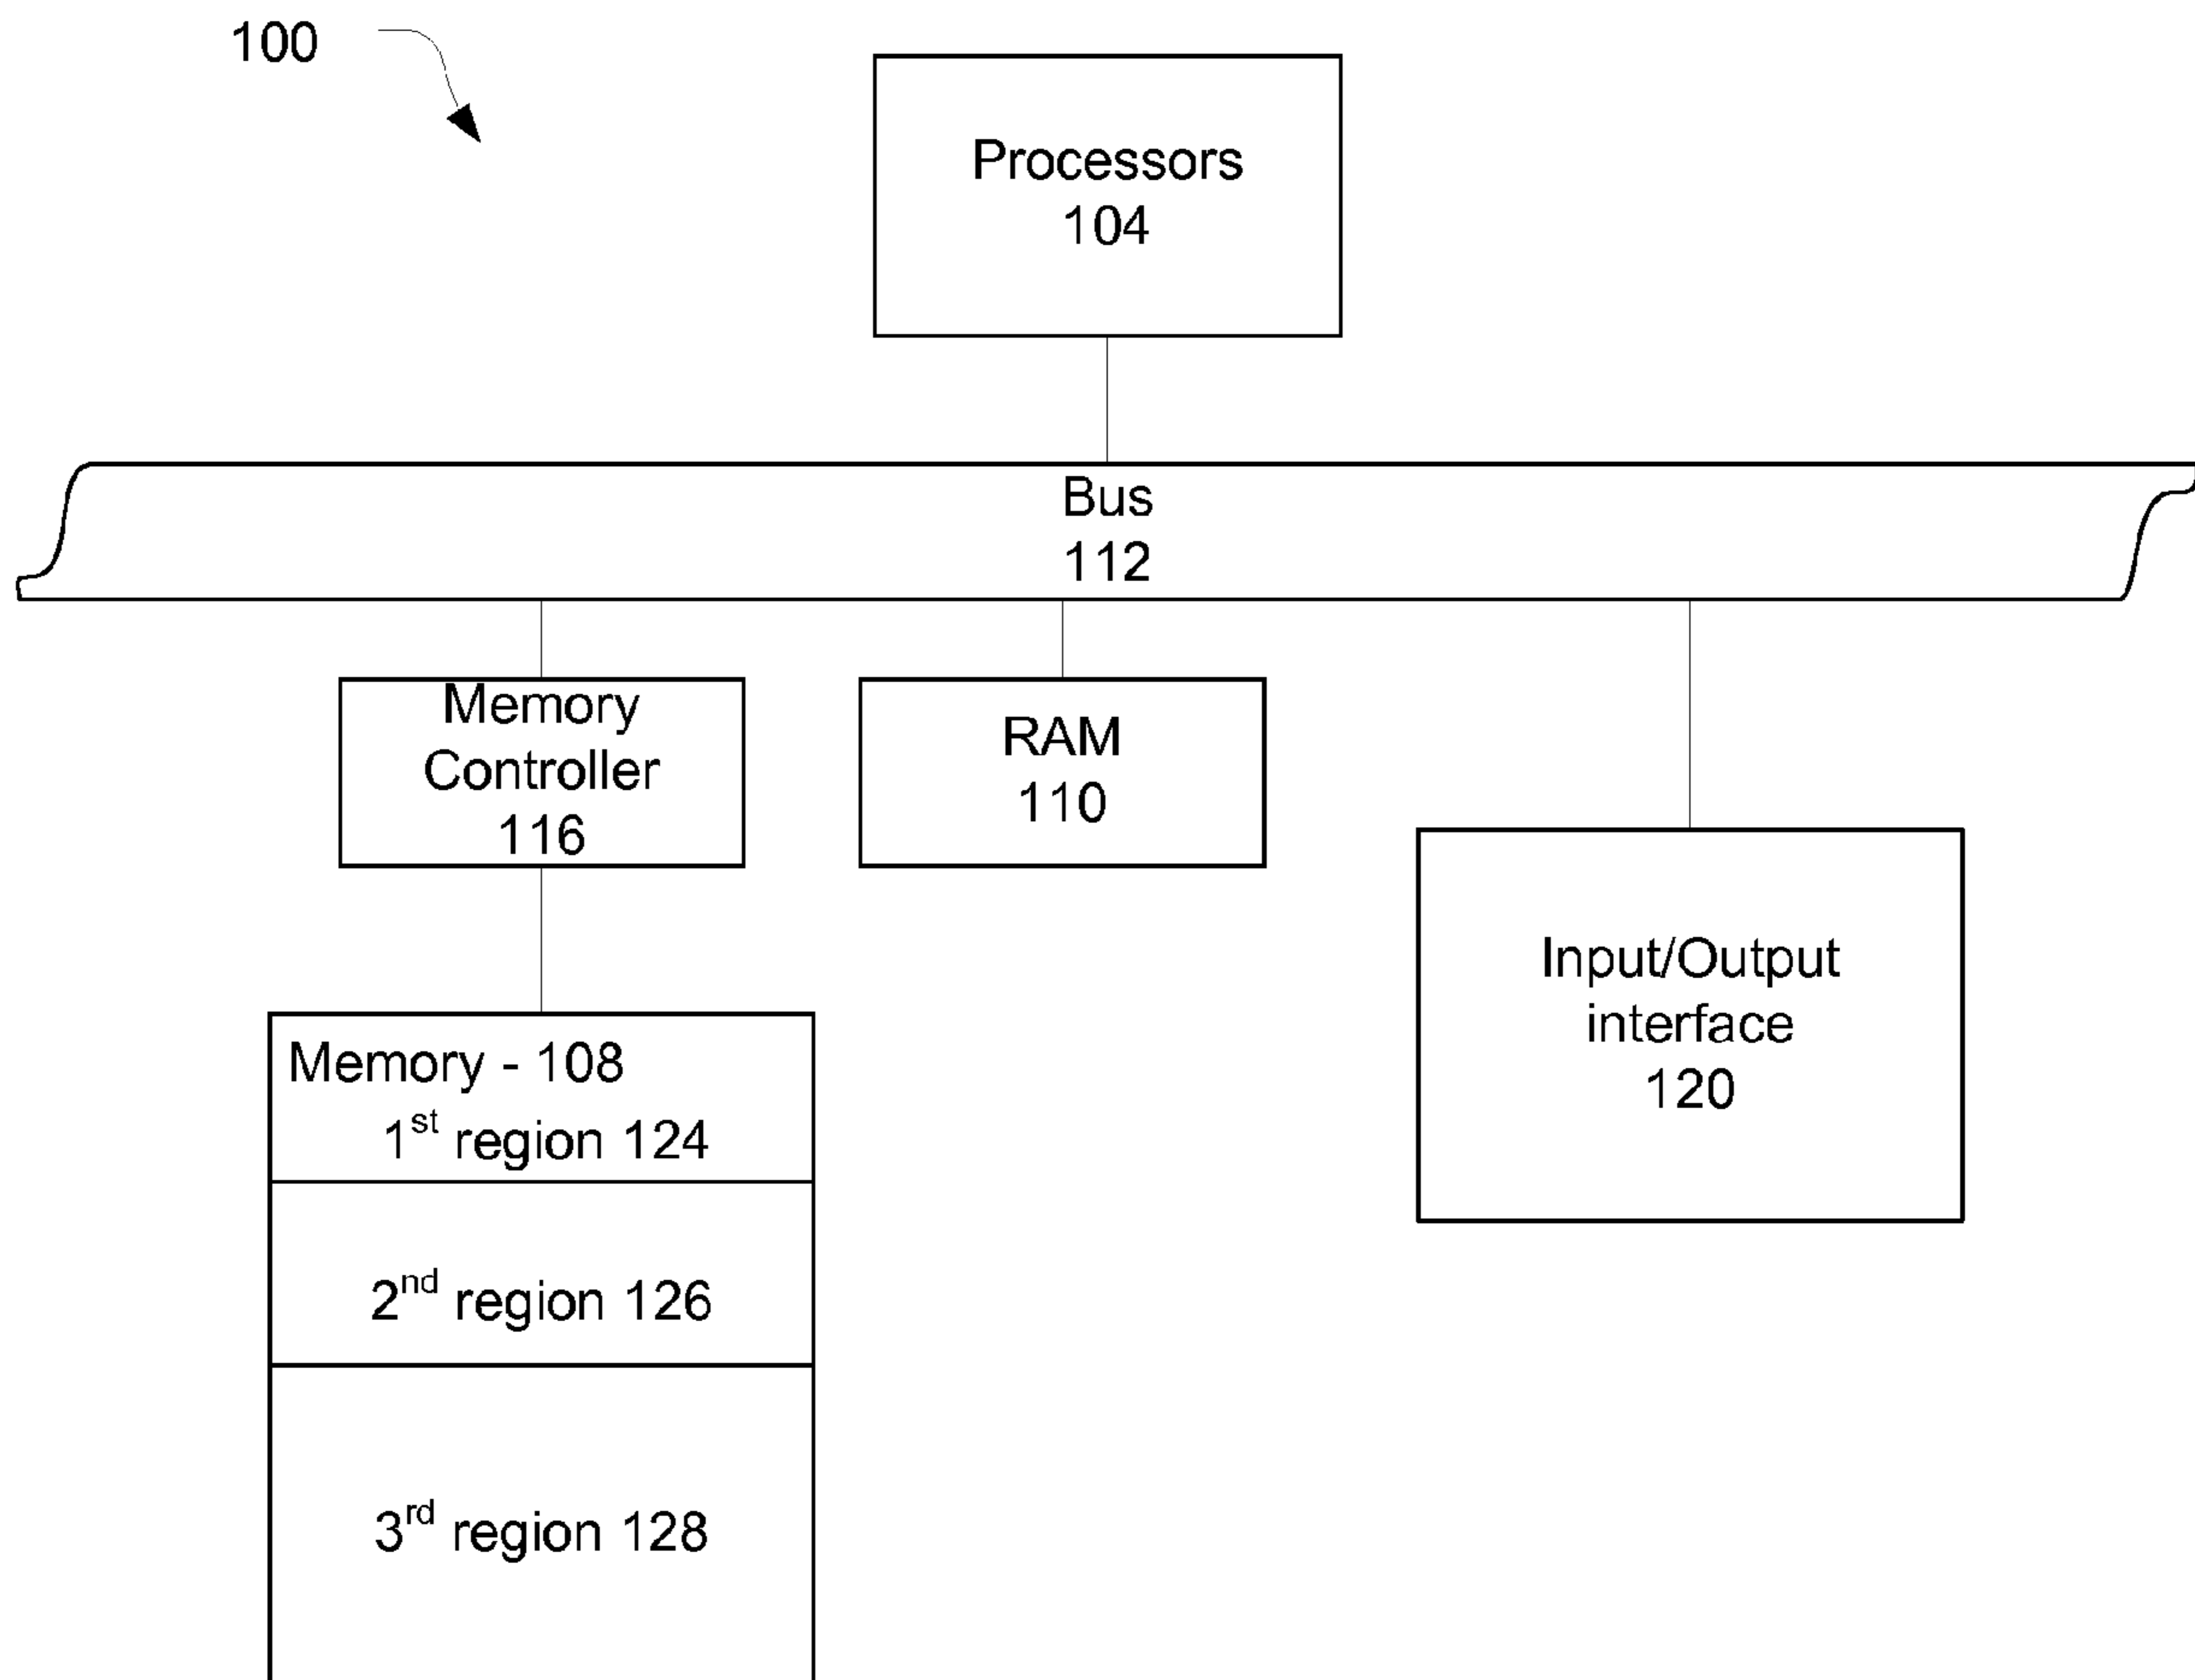 100
Processors
104
Bus
112
Memory
Controller
116
RAM
110
Input/Output
interface
120
Memory - 108
1st region 124
2nd region 126
3rd region 128